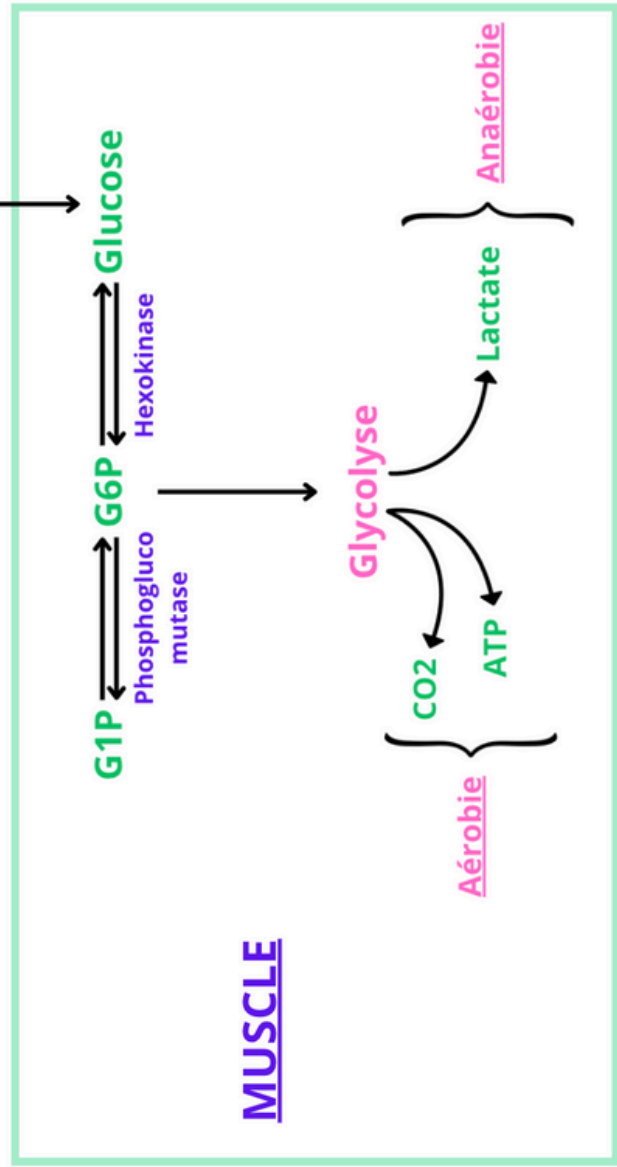 G1P
G6P
Glucose
Phosphogluco
mutase
Hexokinase
MUSCLE
Glycolyse
Aérobie
CO2
ATP
Lactate
Anaérobie